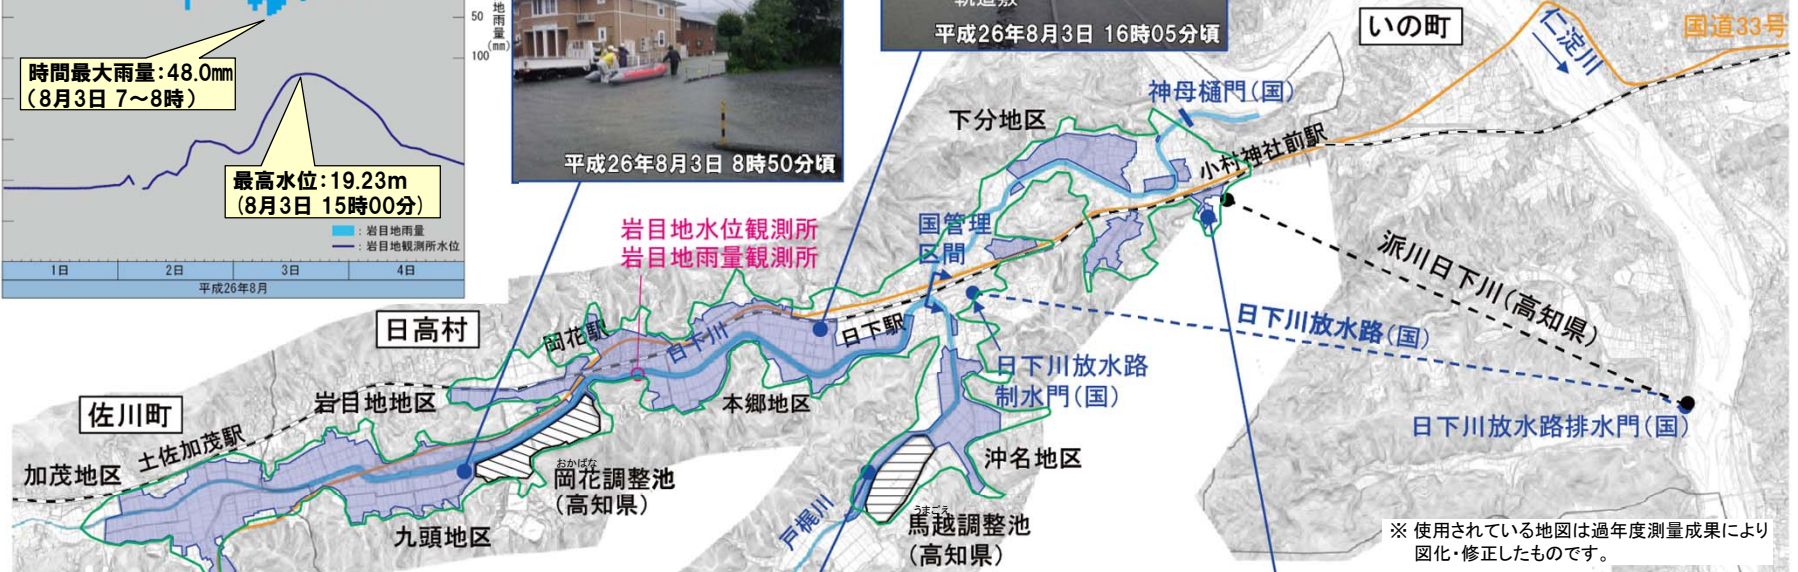 地
雨
量
(mm)
50
100
時間最大雨量:48.0mm
(8月3日 7～8時)
最高水位:19.23m
(8月3日 15時00分)
:岩目地雨量
:岩目地観測所水位
1日
2日
3日
4日
平成26年8月
平成26年8月3日 8時50分頃
軌道敷
平成26年8月3日 16時05分頃
いの町
仁淀川
国道33号
神母樋門(国)
下分地区
小村神社前駅
国管理
区間
岩目地水位観測所
岩目地雨量観測所
派川日下川(高知県)
日下川放水路(国)
日高村
岡花駅
日下川
日下駅
日下川放水路
制水門(国)
岩目地地区
本郷地区
佐川町
土佐加茂駅
加茂地区
日下川放水路排水門(国)
沖名地区
おかばな
岡花調整池
(高知県)
九頭地区
戸梶川
うまごえ
馬越調整池
(高知県)
※ 使用されている地図は過年度測量成果により
図化・修正したものです。